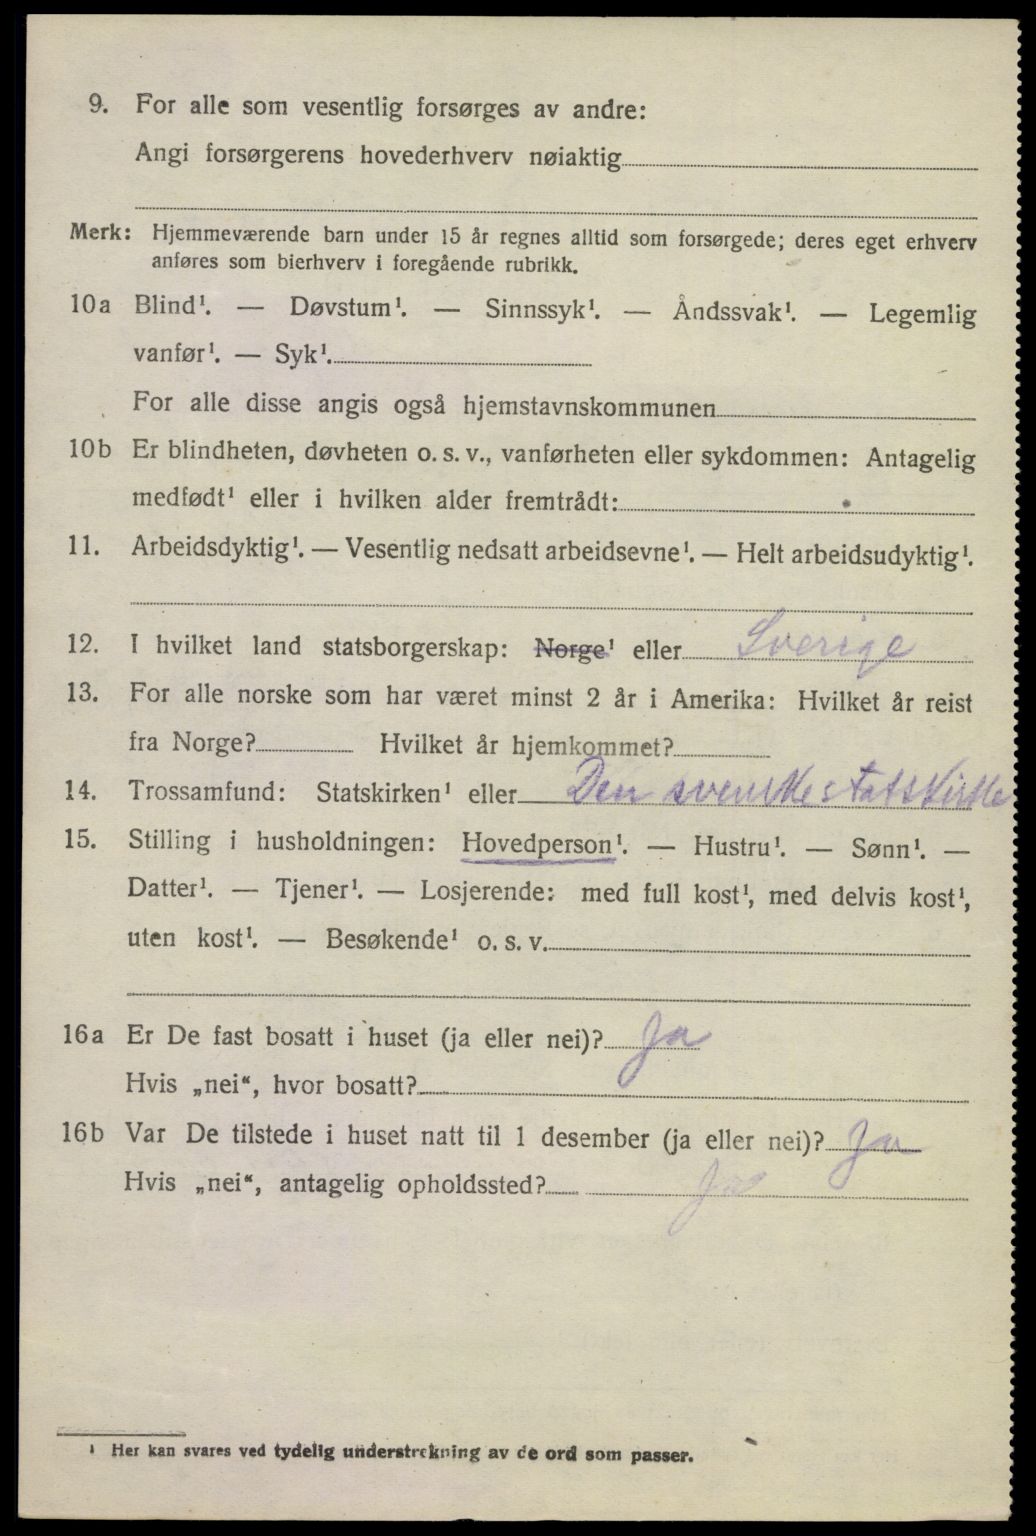 9. For alle som vesentlig forsørges av andre:
Angi forsørgerens hovederhverv nøiaktig
Merk: Hjemmeværende barn under 15 år regnes alltid som forsørgede; deres eget erhverv
anføres som bierhverv i foregående rubrikk.
10a Blind¹. — Døvstum¹. — Sinnssyk¹. — Åndssvak¹. — Legemlig
vanfør¹. — Syk¹.
For alle disse angis også hjemstavnskommunen
10b Er blindheten, døvheten o. s. v., vanførheten eller sykdommen: Antagelig
medfødt¹ eller i hvilken alder fremtrådt:
11. Arbeidsdyktig¹. — Vesentlig nedsatt arbeidsevne¹. — Helt arbeidsudyktig¹.
12. I hvilket land statsborgerskap: Norge¹ eller Sverige
13. For alle norske som har været minst 2 år i Amerika: Hvilket år reist
fra Norge? Hvilket år hjemkommet?
14. Trossamfund: Statskirken¹ eller Den svenske statskirke
15. Stilling i husholdningen: Hovedperson¹. — Hustru¹. — Sønn¹. —
Datter¹. — Tjener¹. — Losjerende: med full kost¹, med delvis kost¹,
uten kost¹. — Besøkende¹ o. s. v.
16a Er De fast bosatt i huset (ja eller nei)? Ja
Hvis „nei“, hvor bosatt?
16b Var De tilstede i huset natt til 1 desember (ja eller nei)? Ja
Hvis „nei“, antagelig opholdssted? Ja
¹ Her kan svares ved tydelig understrekning av de ord som passer.